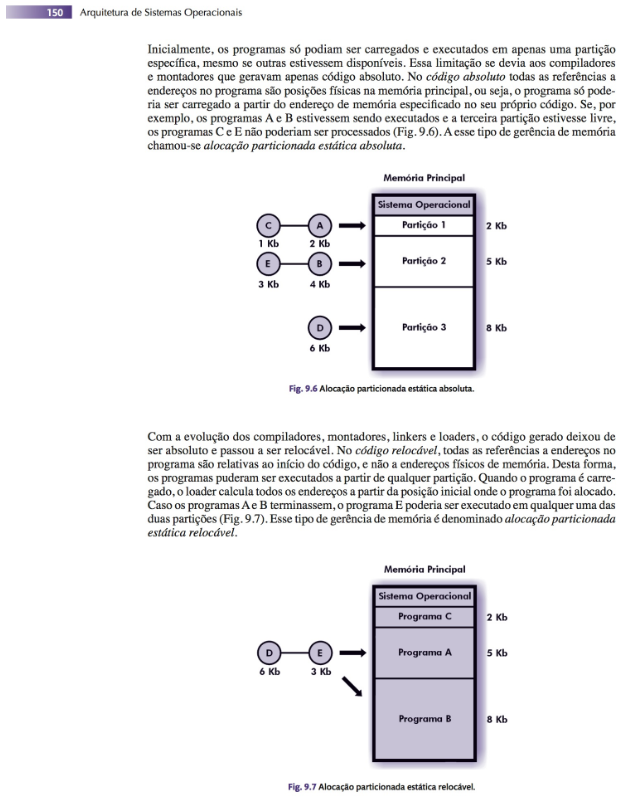 150 Arquitetura de Sistemas Operacionais
Inicialmente, os programas só podiam ser carregados e executados em apenas uma partição
específica, mesmo se outras estivessem disponíveis. Essa limitação se devia aos compiladores
e montadores que geravam apenas código absoluto. No código absoluto todas as referências a
endereços no programa são posições físicas na memória principal, ou seja, o programa só pode-
ria ser carregado a partir do endereço de memória especificado no seu próprio código. Se, por
exemplo, os programas A e B estivessem sendo executados e a terceira partição estivesse livre,
os programas C e E não poderiam ser processados (Fig. 9.6). A esse tipo de gerência de memória
chamou-se alocação particionada estática absoluta.
Memória Principal
Sistema Operacional
C A Partição 1 2 Kb
1 Kb 2 Kb
E B Partição 2 5 Kb
3 Kb 4 Kb
D Partição 3 8 Kb
6 Kb
Fig. 9.6 Alocação particionada estática absoluta.
Com a evolução dos compiladores, montadores, linkers e loaders, o código gerado deixou de
ser absoluto e passou a ser relocável. No código relocável, todas as referências a endereços no
programa são relativas ao início do código, e não a endereços físicos de memória. Desta forma,
os programas puderam ser executados a partir de qualquer partição. Quando o programa é carre-
gado, o loader calcula todos os endereços a partir da posição inicial onde o programa foi alocado.
Caso os programas A e B terminassem, o programa E poderia ser executado em qualquer uma das
duas partições (Fig. 9.7). Esse tipo de gerência de memória é denominado alocação particionada
estática relocável.
Memória Principal
Sistema Operacional
Programa C 2 Kb
D E Programa A 5 Kb
6 Kb 3 Kb
Programa B 8 Kb
Fig. 9.7 Alocação particionada estática relocável.